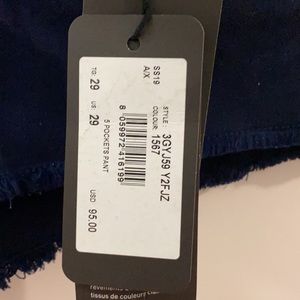 SS19
A/X
STYLE: 3GYJ59 Y2FJZ
COLOUR: 1567
8 059972 416199
5 POCKETS PANT
TG: 29
US: 29
USD 95.00
tissus de couleurs